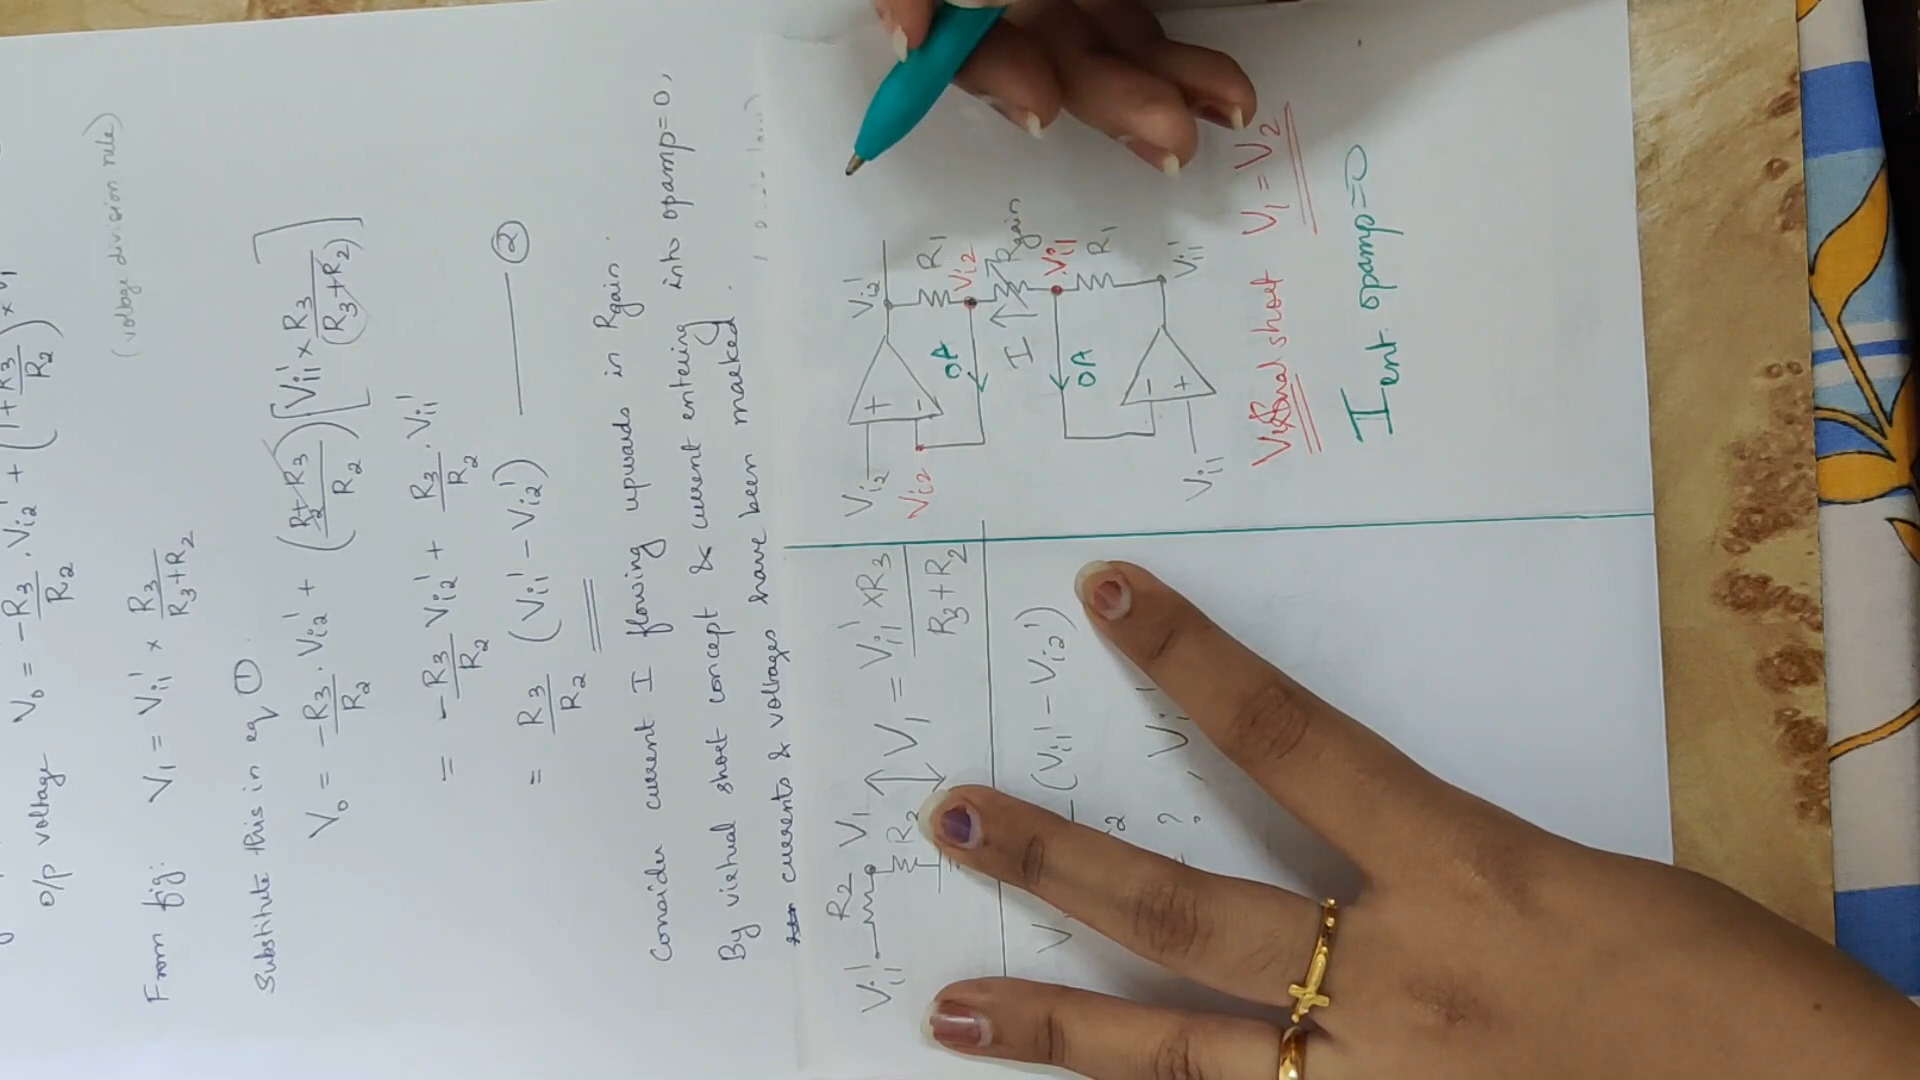 o/p voltage V₀ = -R₃/R₂ . Vi2' + (1 + R₃/R₂) × V₁
From fig: V₁ = Vi1' × R₃/(R₃+R₂) (voltage division rule)
Substitute this in eq ①
V₀ = -R₃/R₂ . Vi2' + ((R₂+R₃)/R₂) [Vi1' × R₃/(R₃+R₂)]
= -R₃/R₂ Vi2' + R₃/R₂ . Vi1'
= R₃/R₂ (Vi1' - Vi2') ②
Consider current I flowing upwards in Rgain.
By virtual short concept & current entering into opamp=0,
currents & voltages have been marked.
Vi1' R2 V1
V1 = Vi1' × R3
R3 + R2
(Vi1' - Vi2')
Vi2
Vi2
Vi2'
R1
Vi2
0A
I
Rgain
Vi1
0A
R1
Vi1'
Vi1
Virtual short V1 = V2
I ent opamp=0